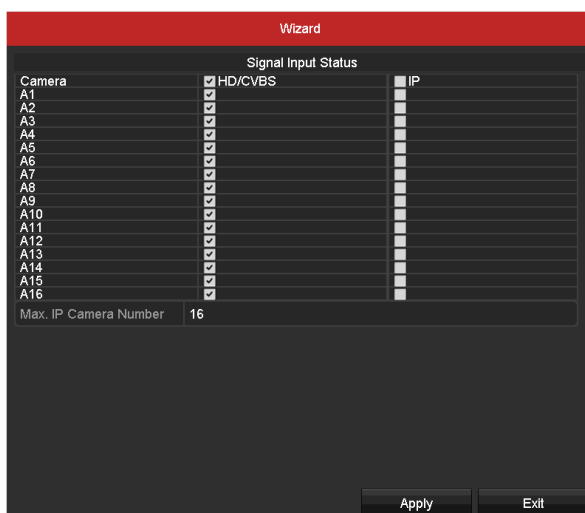 Wizard
Signal Input Status
Camera HD/CVBS IP
A1
A2
A3
A4
A5
A6
A7
A8
A9
A10
A11
A12
A13
A14
A15
A16
Max. IP Camera Number 16
Apply Exit